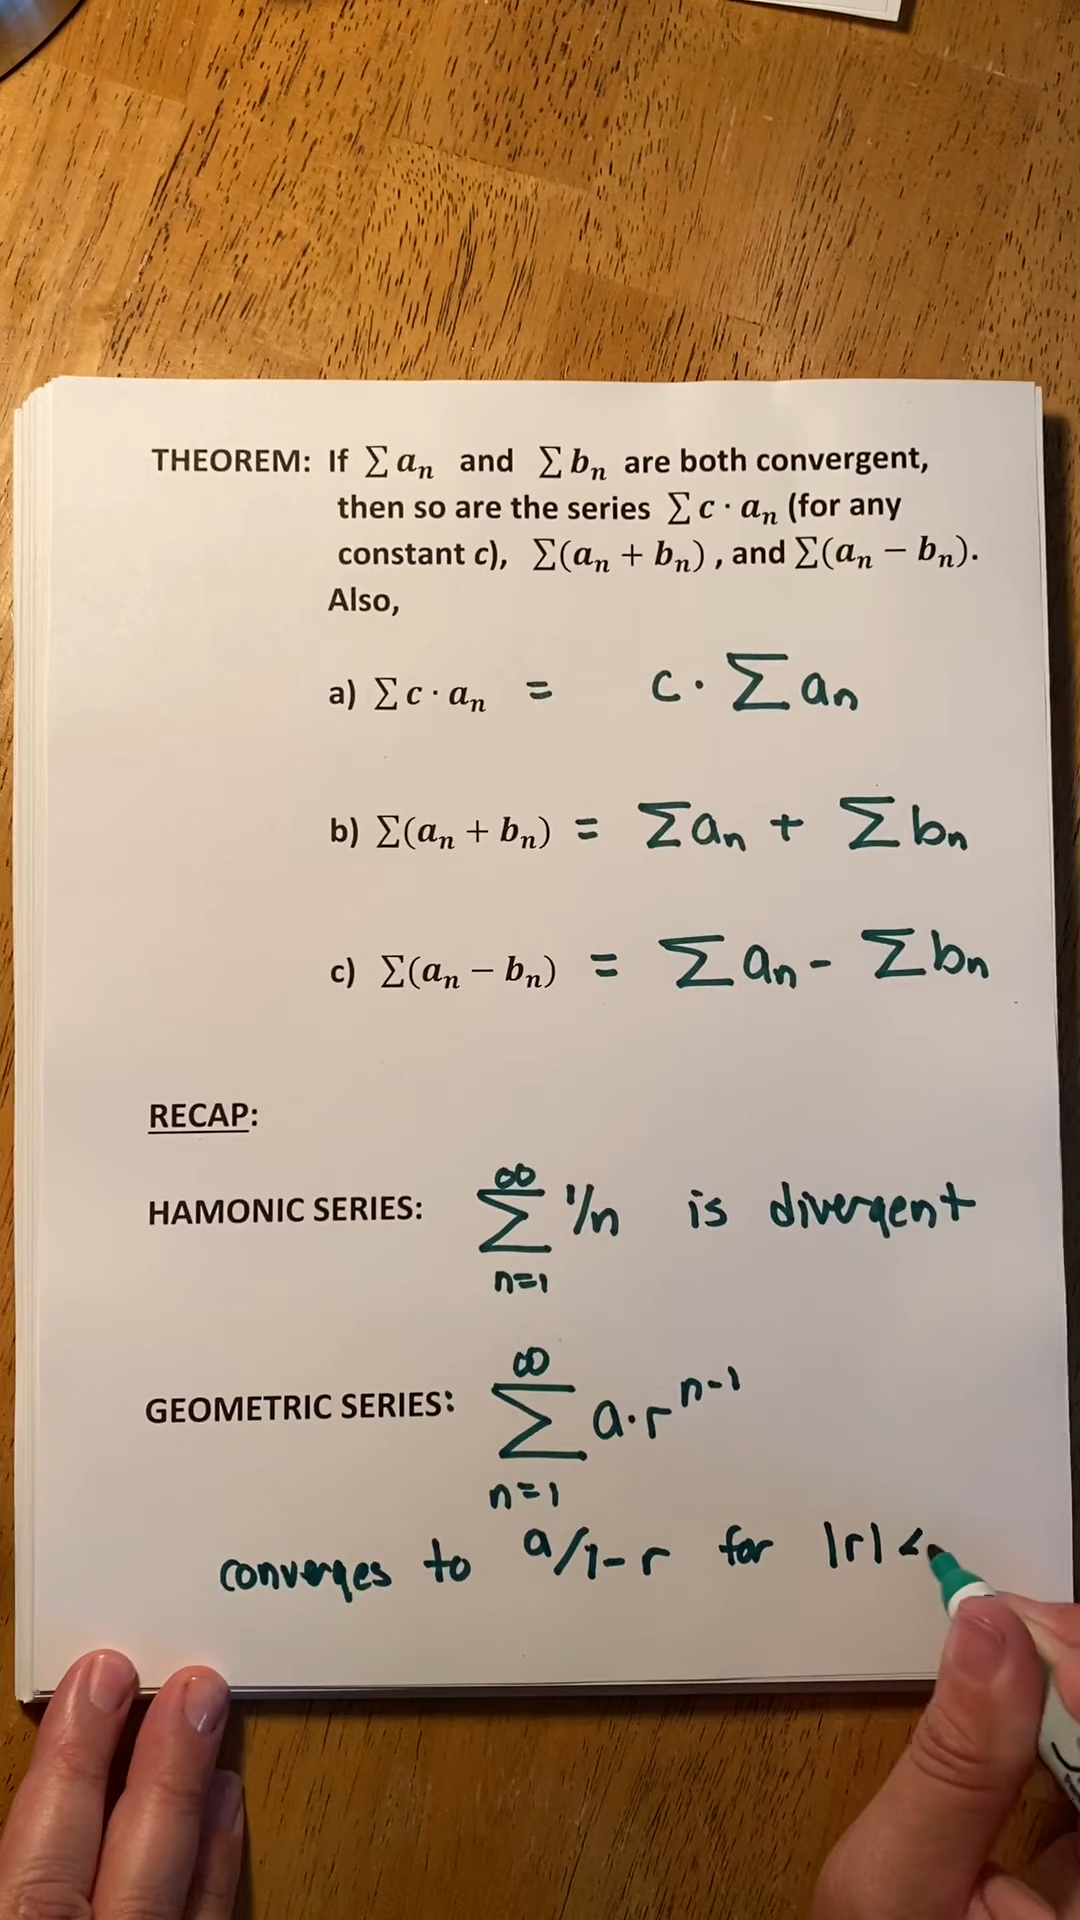 THEOREM: If ∑ aₙ and ∑ bₙ are both convergent,
then so are the series ∑ c · aₙ (for any
constant c), ∑(aₙ + bₙ) , and ∑(aₙ − bₙ).
Also,
a) ∑ c · aₙ = c · ∑ aₙ
b) ∑(aₙ + bₙ) = ∑ aₙ + ∑ bₙ
c) ∑(aₙ − bₙ) = ∑ aₙ - ∑ bₙ
RECAP:
∞
HAMONIC SERIES: ∑ 1/n is divergent
n=1
∞
GEOMETRIC SERIES: ∑ a·rⁿ⁻¹
n=1
converges to a/1-r for |r| <